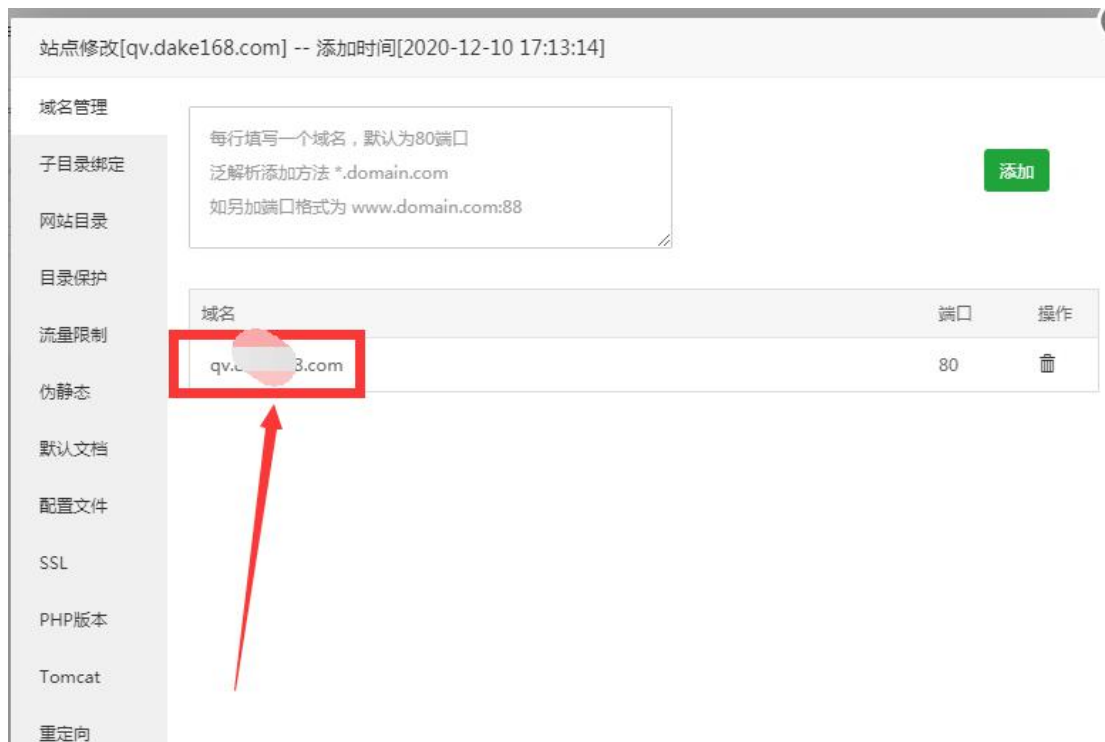 站点修改[qv.dake168.com] -- 添加时间[2020-12-10 17:13:14]
域名管理
子目录绑定
网站目录
目录保护
流量限制
伪静态
默认文档
配置文件
SSL
PHP版本
Tomcat
重定向
每行填写一个域名，默认为80端口
泛解析添加方法 *.domain.com
如另加端口格式为 www.domain.com:88
添加
域名 端口 操作
80